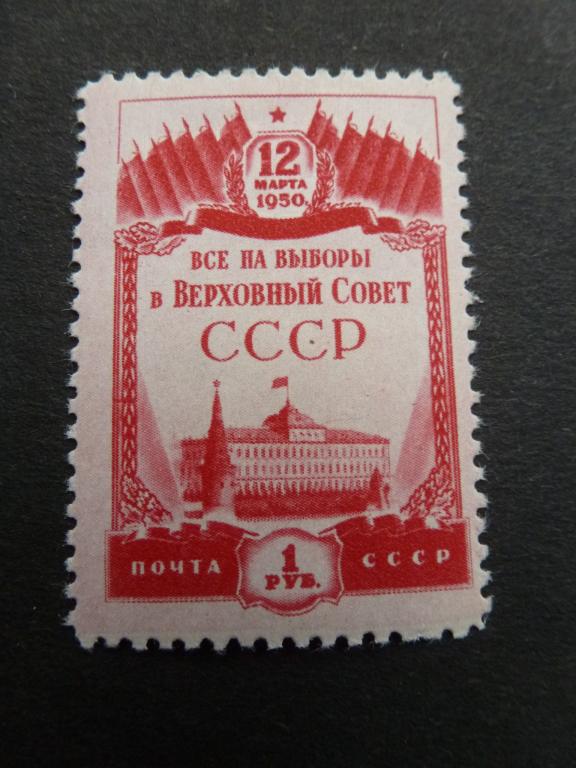 12
МАРТА
1950.
ВСЕ НА ВЫБОРЫ
в ВЕРХОВНЫЙ СОВЕТ
СССР
ПОЧТА 1 РУБ. СССР